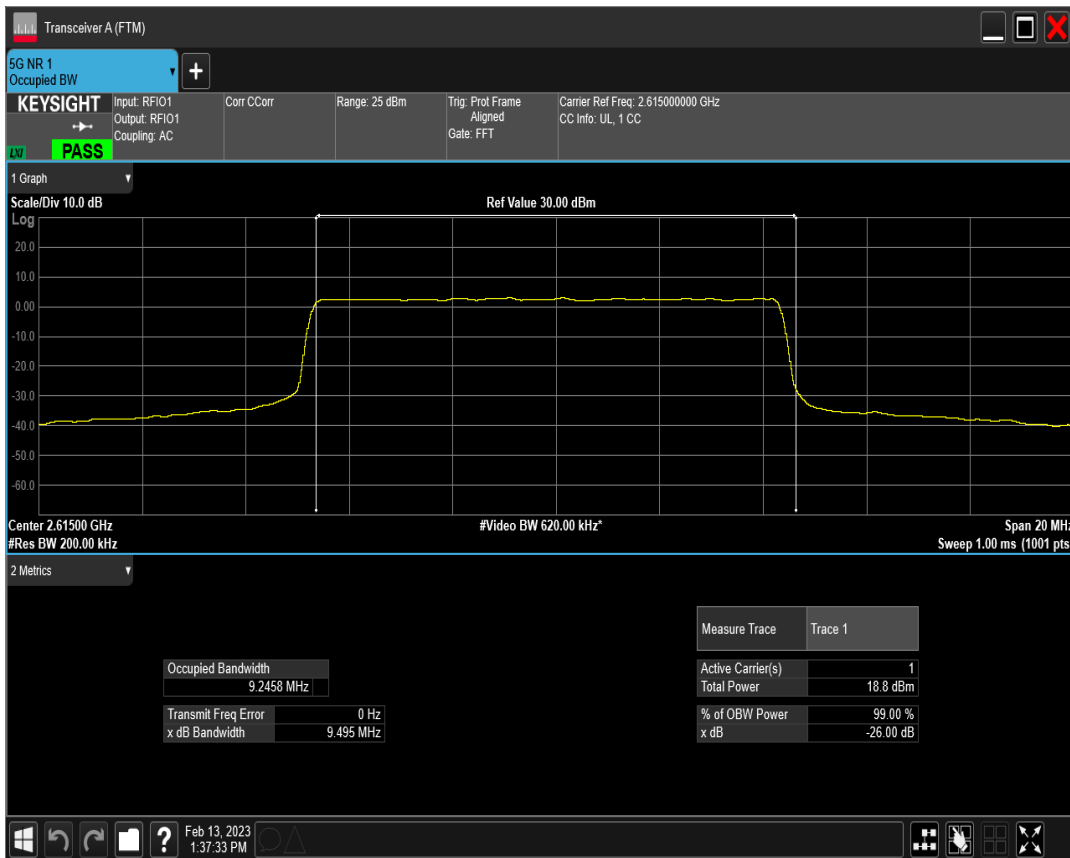 Transceiver A (FTM)
5G NR 1
Occupied BW
+
KEYSIGHT
LXI
PASS
Input: RFIO1
Output: RFIO1
Coupling: AC
Corr CCorr
Range: 25 dBm
Trig: Prot Frame
Aligned
Gate: FFT
Carrier Ref Freq: 2.615000000 GHz
CC Info: UL, 1 CC
1 Graph
Scale/Div 10.0 dB
Ref Value 30.00 dBm
Log
20.0
10.0
0.00
-10.0
-20.0
-30.0
-40.0
-50.0
-60.0
Center 2.61500 GHz
#Video BW 620.00 kHz*
Span 20 MHz
#Res BW 200.00 kHz
Sweep 1.00 ms (1001 pts
2 Metrics
Measure Trace Trace 1
Occupied Bandwidth
9.2458 MHz
Active Carrier(s) 1
Total Power 18.8 dBm
Transmit Freq Error 0 Hz
x dB Bandwidth 9.495 MHz
% of OBW Power 99.00 %
x dB -26.00 dB
?
Feb 13, 2023
1:37:33 PM